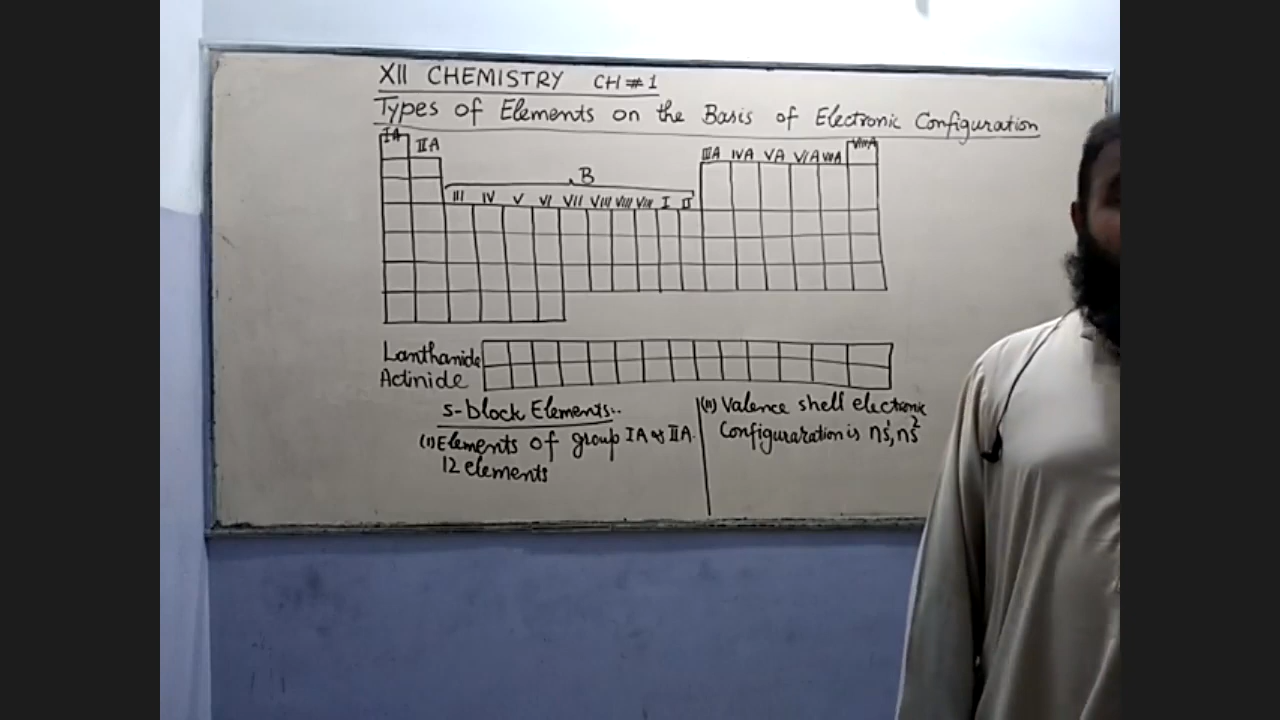 XII CHEMISTRY CH # 1
Types of Elements on the Basis of Electronic Configuration
IA
IIA
IIIA IVA VA VIA VIIA
VIIIA
B
III IV V VI VII VIII VIII VIII I II
Lanthanide
Actinide
s-block Elements:.
(i) Elements of group IA & IIA.
12 elements
(ii) Valence shell electronic
Configuraration is ns¹, ns²